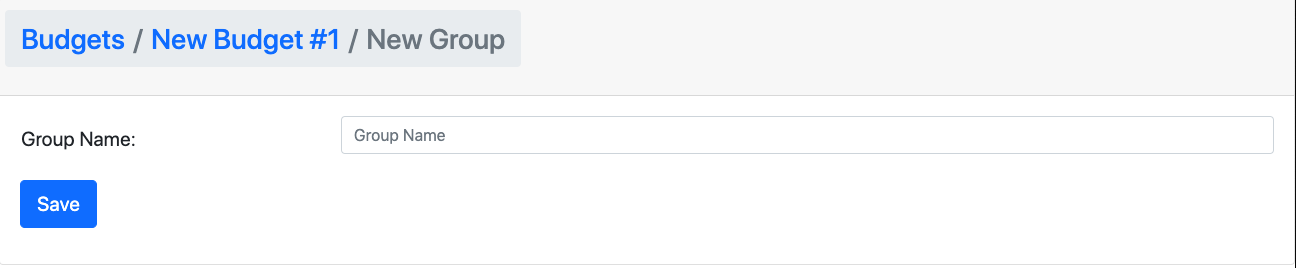 Budgets / New Budget #1 / New Group
Group Name:
Group Name
Save